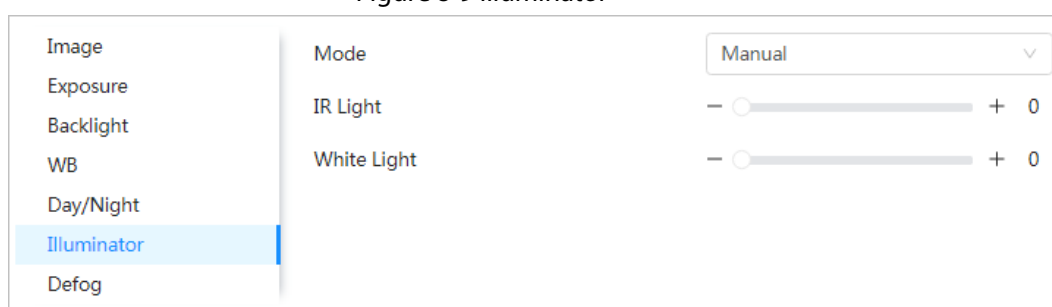 Image
Exposure
Backlight
WB
Day/Night
Illuminator
Defog
Mode
Manual
IR Light
− + 0
White Light
− + 0